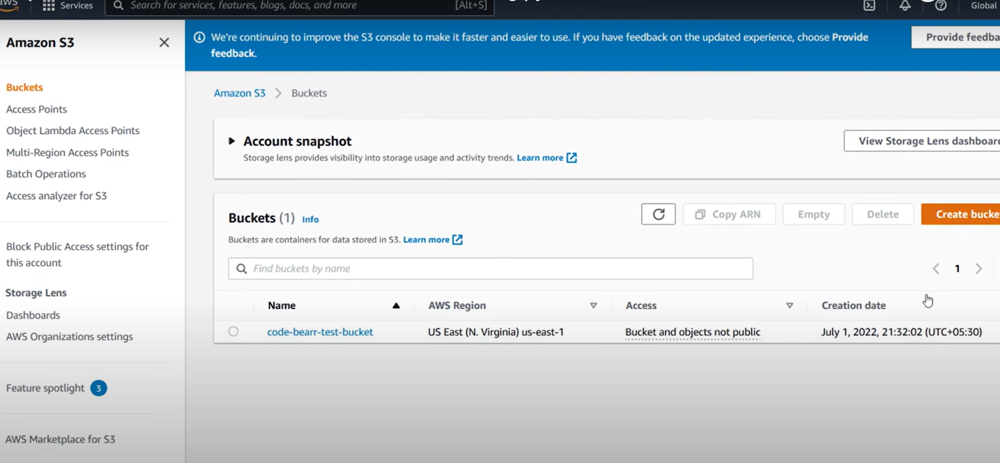 aws
Services
Search for services, features, blogs, docs, and more
[Alt+S]
Global
Amazon S3
We're continuing to improve the S3 console to make it faster and easier to use. If you have feedback on the updated experience, choose Provide
feedback.
Provide feedba
Buckets
Access Points
Object Lambda Access Points
Multi-Region Access Points
Batch Operations
Access analyzer for S3
Block Public Access settings for
this account
Storage Lens
Dashboards
AWS Organizations settings
Feature spotlight 3
AWS Marketplace for S3
Amazon S3 > Buckets
Account snapshot
Storage lens provides visibility into storage usage and activity trends. Learn more
View Storage Lens dashboard
Buckets (1) Info
Copy ARN
Empty
Delete
Create bucke
Buckets are containers for data stored in S3. Learn more
Find buckets by name
1
Name AWS Region Access Creation date
code-bearr-test-bucket US East (N. Virginia) us-east-1 Bucket and objects not public July 1, 2022, 21:32:02 (UTC+05:30)